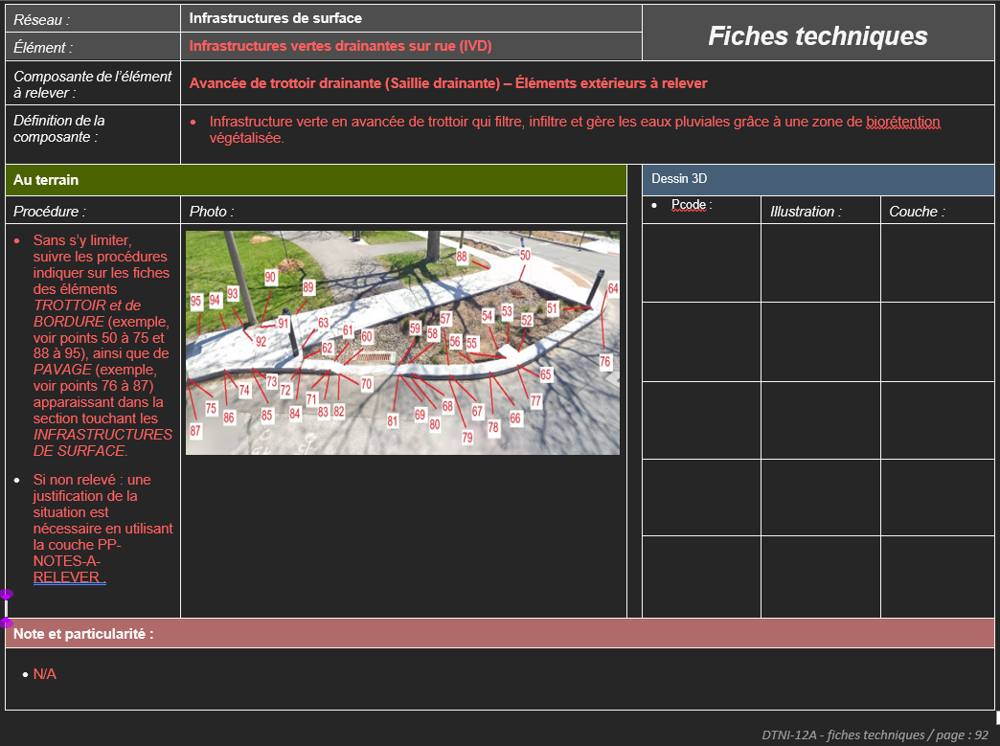 Réseau :
Infrastructures de surface
Fiches techniques
Élément :
Infrastructures vertes drainantes sur rue (IVD)
Composante de l'élément
à relever :
Avancée de trottoir drainante (Saillie drainante) – Éléments extérieurs à relever
Définition de la
composante :
• Infrastructure verte en avancée de trottoir qui filtre, infiltre et gère les eaux pluviales grâce à une zone de biorétention
végétalisée.
Au terrain
Dessin 3D
Procédure :
Photo :
• Pcode :
Illustration :
Couche :
• Sans s'y limiter,
suivre les procédures
indiquer sur les fiches
des éléments
TROTTOIR et de
BORDURE (exemple,
voir points 50 à 75 et
88 à 95), ainsi que de
PAVAGE (exemple,
voir points 76 à 87)
apparaissant dans la
section touchant les
INFRASTRUCTURES
DE SURFACE.
• Si non relevé : une
justification de la
situation est
nécessaire en utilisant
la couche PP-
NOTES-A-
RELEVER .
88
50
90
89
64
95
94
93
54
53
51
52
91
63
61
60
59
57
58
56
55
92
62
76
65
73
72
74
71
70
77
75
86
85
84
83
82
81
69
68
80
67
66
78
79
87
Note et particularité :
• N/A
DTNI-12A - fiches techniques / page : 92